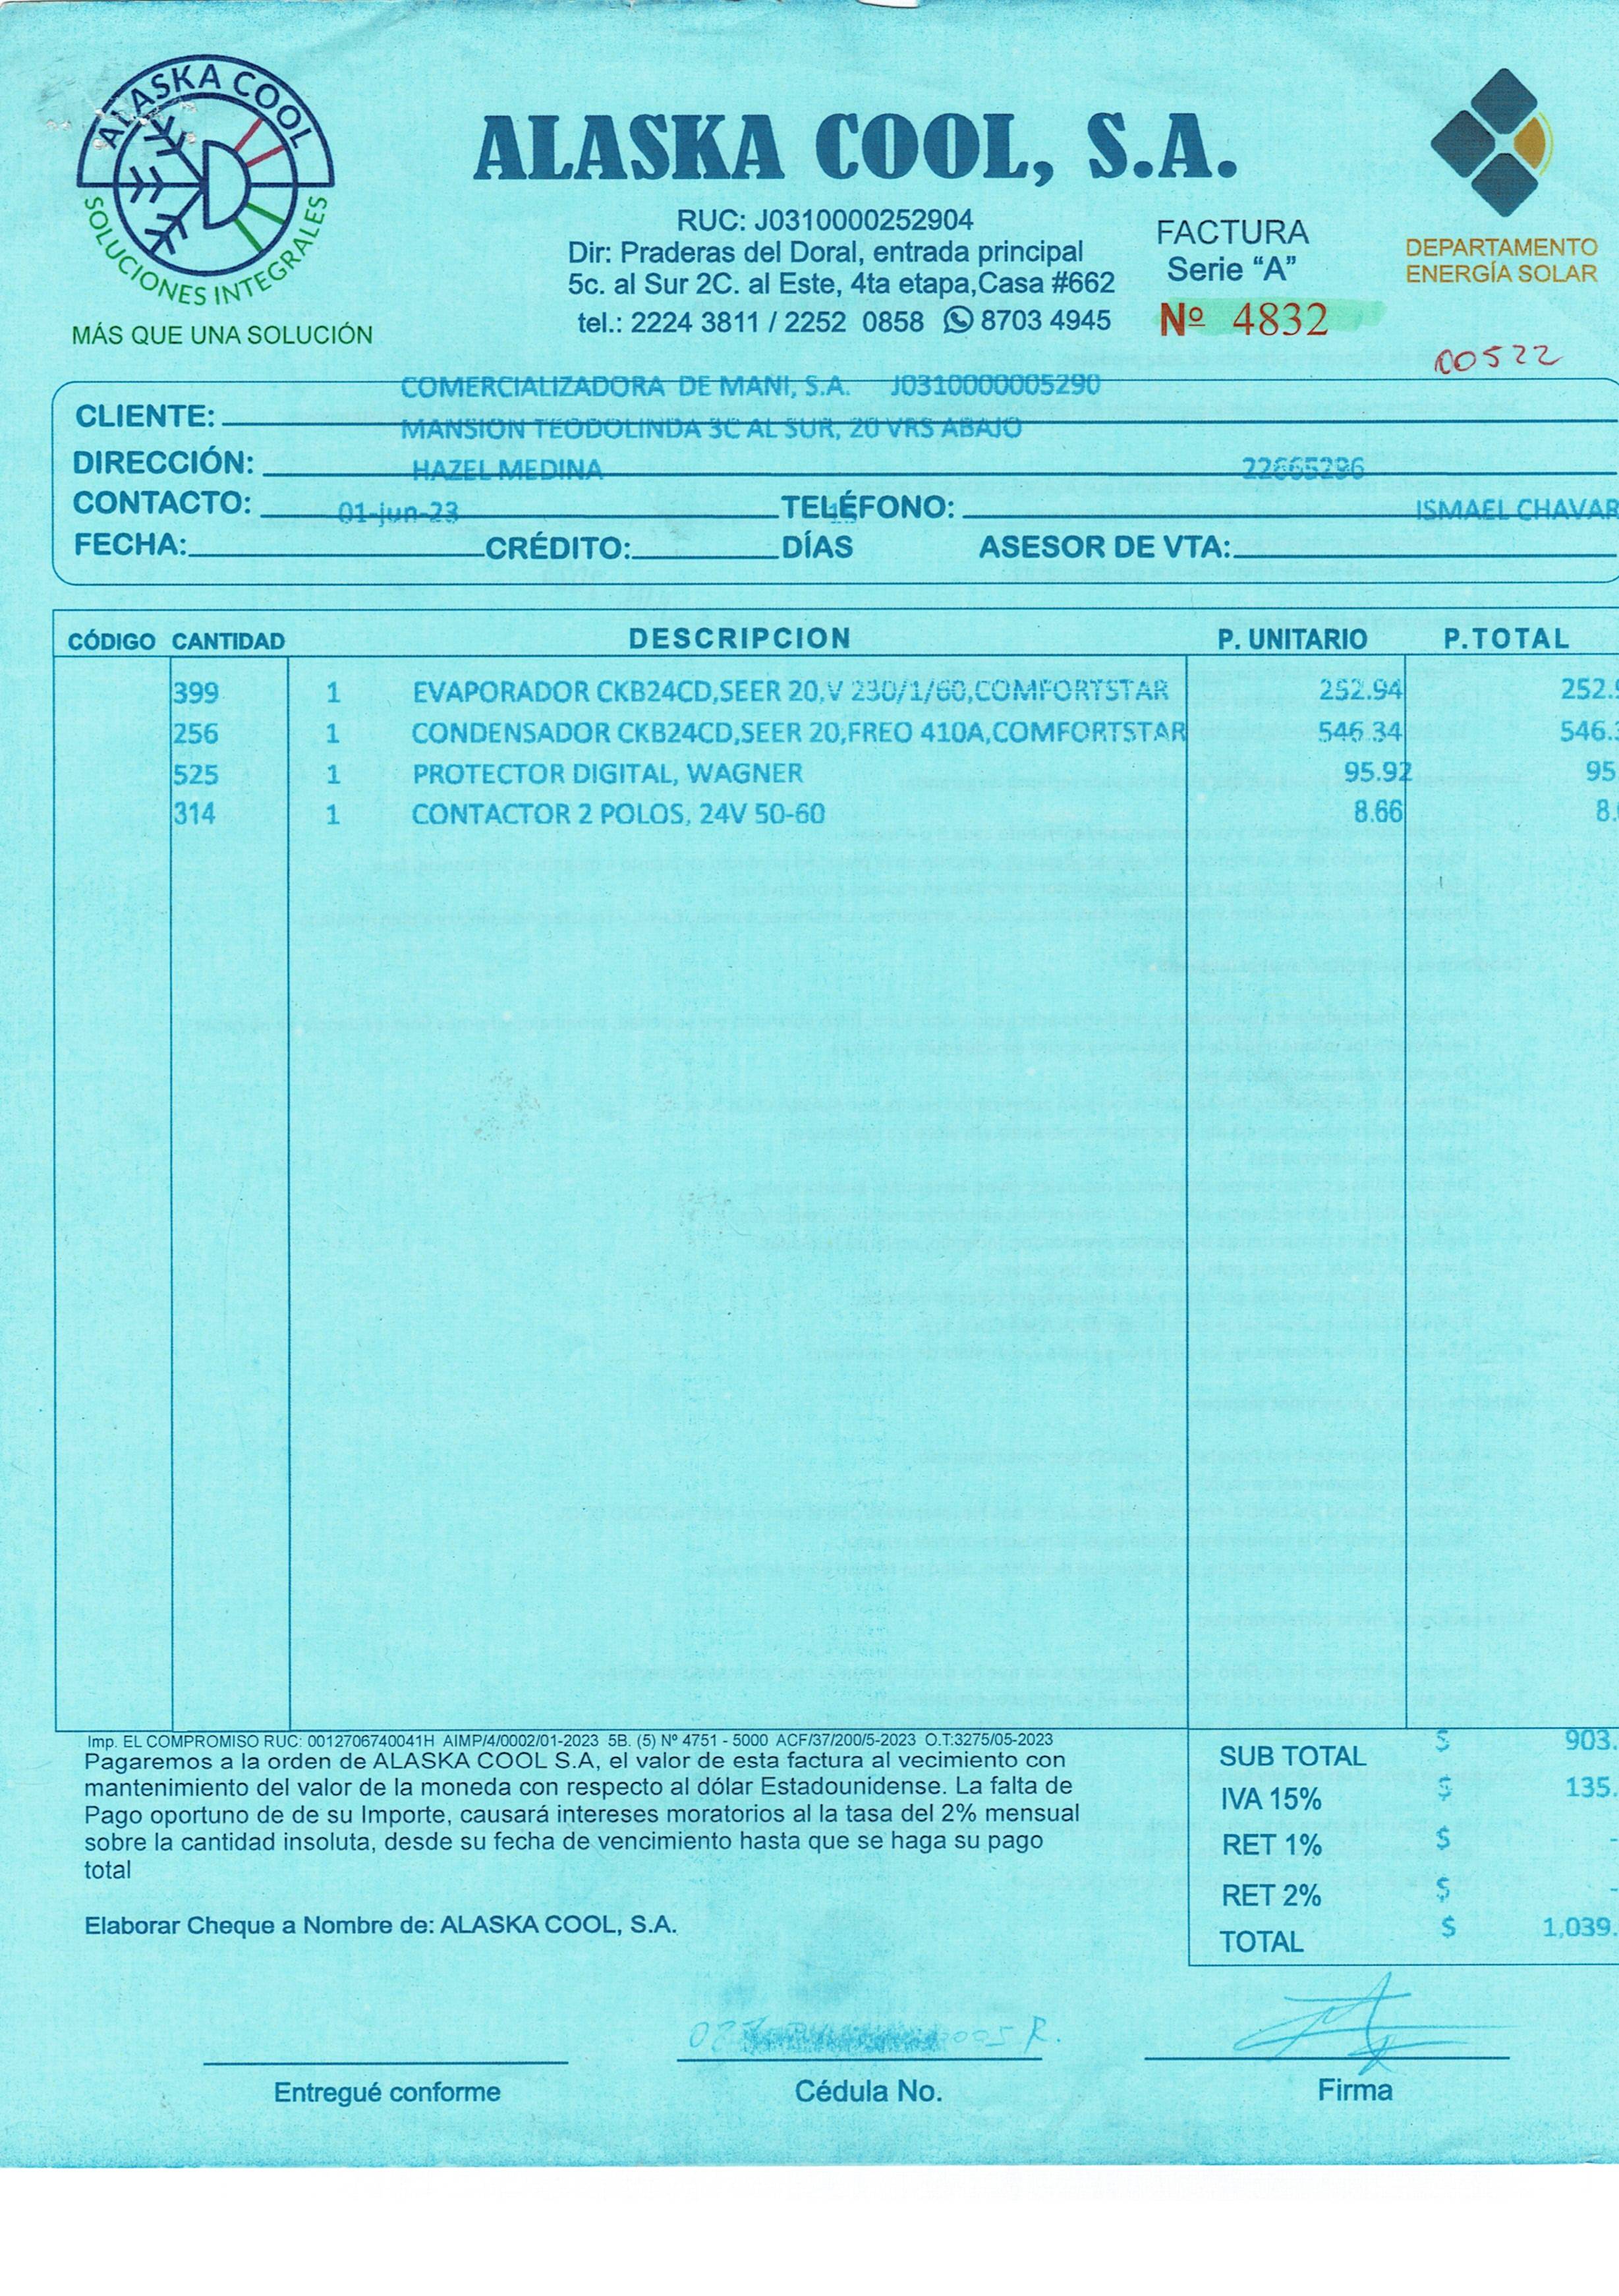 ALASKA COOL
SOLUCIONES INTEGRALES
MÁS QUE UNA SOLUCIÓN
ALASKA COOL, S.A.
RUC: J0310000252904
Dir: Praderas del Doral, entrada principal
5c. al Sur 2C. al Este, 4ta etapa,Casa #662
tel.: 2224 3811 / 2252 0858 8703 4945
FACTURA
Serie "A"
Nº 4832
DEPARTAMENTO
ENERGÍA SOLAR
00522
COMERCIALIZADORA DE MANI, S.A. J0310000005290
CLIENTE:
MANSION TEODOLINDA 3C AL SUR, 20 VRS ABAJO
DIRECCIÓN:
HAZEL MEDINA 22665296
CONTACTO: TELÉFONO:
01-jun-23 15 ISMAEL CHAVAR
FECHA: CRÉDITO: DÍAS ASESOR DE VTA:
CÓDIGO CANTIDAD DESCRIPCION P. UNITARIO P.TOTAL
399 1 EVAPORADOR CKB24CD,SEER 20,V 230/1/60,COMFORTSTAR 252.94 252.9
256 1 CONDENSADOR CKB24CD,SEER 20,FREO 410A,COMFORTSTAR 546.34 546.3
525 1 PROTECTOR DIGITAL, WAGNER 95.92 95
314 1 CONTACTOR 2 POLOS, 24V 50-60 8.66 8.6
Imp. EL COMPROMISO RUC: 0012706740041H AIMP/4/0002/01-2023 5B. (5) Nº 4751 - 5000 ACF/37/200/5-2023 O.T:3275/05-2023
Pagaremos a la orden de ALASKA COOL S.A, el valor de esta factura al vecimiento con
mantenimiento del valor de la moneda con respecto al dólar Estadounidense. La falta de
Pago oportuno de de su Importe, causará intereses moratorios al la tasa del 2% mensual
sobre la cantidad insoluta, desde su fecha de vencimiento hasta que se haga su pago
total
Elaborar Cheque a Nombre de: ALASKA COOL, S.A.
SUB TOTAL $ 903.
IVA 15% $ 135.
RET 1% $ -
RET 2% $ -
TOTAL $ 1,039.
0005 R.
Entregué conforme Cédula No. Firma